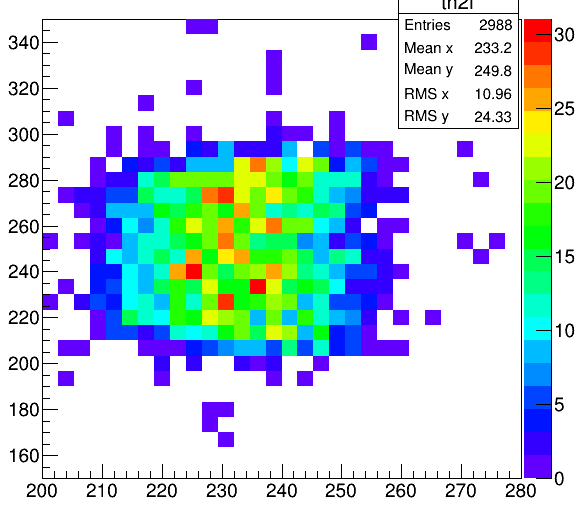 th2f
Entries 2988
Mean x 233.2
Mean y 249.8
RMS x 10.96
RMS y 24.33
340
320
300
280
260
240
220
200
180
160
200 210 220 230 240 250 260 270 280
30
25
20
15
10
5
0